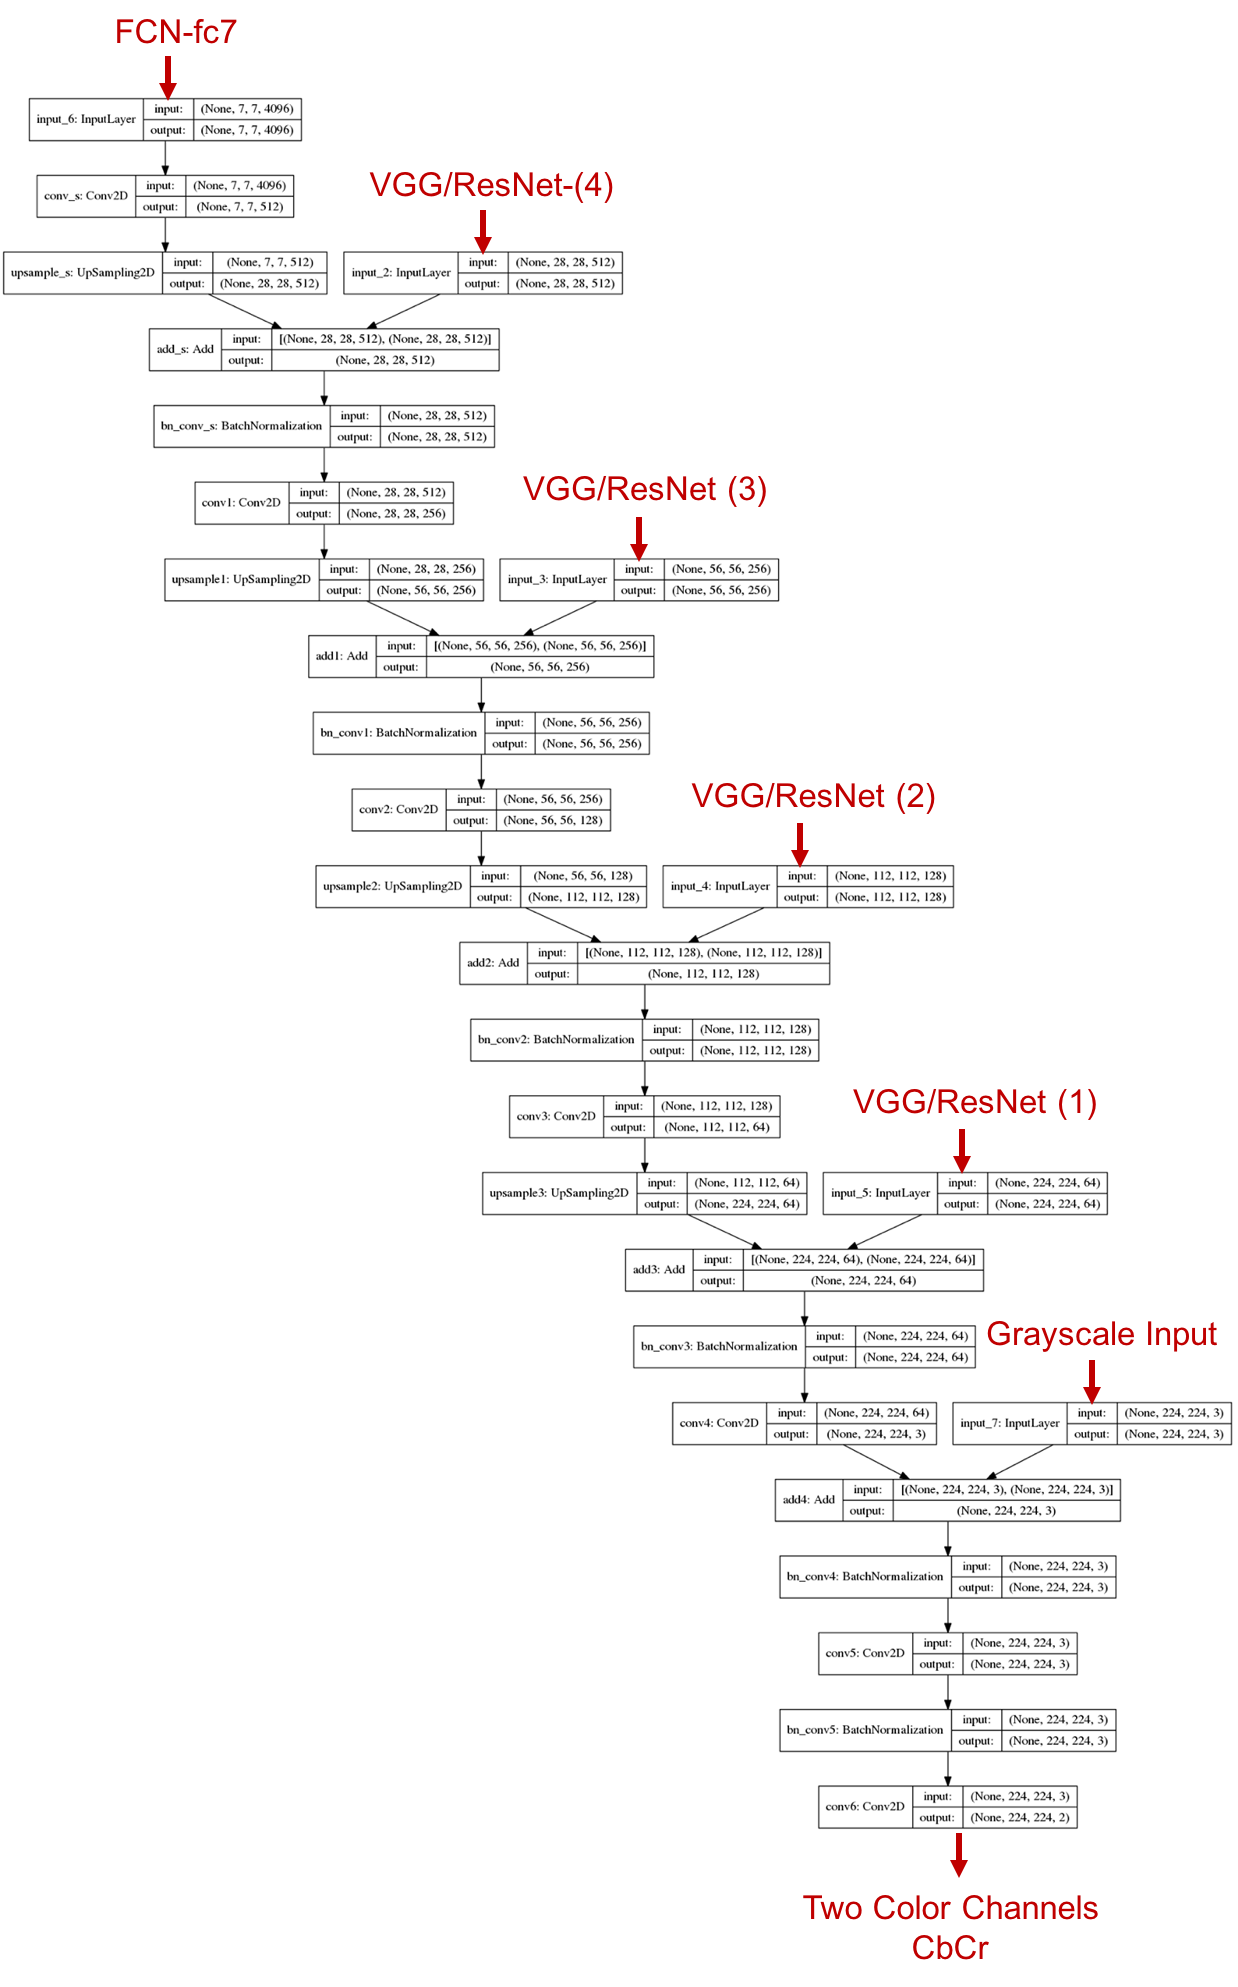 FCN-fc7
input_6: InputLayer
input: (None, 7, 7, 4096)
output: (None, 7, 7, 4096)
conv_s: Conv2D
input: (None, 7, 7, 4096)
output: (None, 7, 7, 512)
VGG/ResNet-(4)
upsample_s: UpSampling2D
input: (None, 7, 7, 512)
output: (None, 28, 28, 512)
input_2: InputLayer
input: (None, 28, 28, 512)
output: (None, 28, 28, 512)
add_s: Add
input: [(None, 28, 28, 512), (None, 28, 28, 512)]
output: (None, 28, 28, 512)
bn_conv_s: BatchNormalization
input: (None, 28, 28, 512)
output: (None, 28, 28, 512)
conv1: Conv2D
input: (None, 28, 28, 512)
output: (None, 28, 28, 256)
VGG/ResNet (3)
upsample1: UpSampling2D
input: (None, 28, 28, 256)
output: (None, 56, 56, 256)
input_3: InputLayer
input: (None, 56, 56, 256)
output: (None, 56, 56, 256)
add1: Add
input: [(None, 56, 56, 256), (None, 56, 56, 256)]
output: (None, 56, 56, 256)
bn_conv1: BatchNormalization
input: (None, 56, 56, 256)
output: (None, 56, 56, 256)
conv2: Conv2D
input: (None, 56, 56, 256)
output: (None, 56, 56, 128)
VGG/ResNet (2)
upsample2: UpSampling2D
input: (None, 56, 56, 128)
output: (None, 112, 112, 128)
input_4: InputLayer
input: (None, 112, 112, 128)
output: (None, 112, 112, 128)
add2: Add
input: [(None, 112, 112, 128), (None, 112, 112, 128)]
output: (None, 112, 112, 128)
bn_conv2: BatchNormalization
input: (None, 112, 112, 128)
output: (None, 112, 112, 128)
conv3: Conv2D
input: (None, 112, 112, 128)
output: (None, 112, 112, 64)
VGG/ResNet (1)
upsample3: UpSampling2D
input: (None, 112, 112, 64)
output: (None, 224, 224, 64)
input_5: InputLayer
input: (None, 224, 224, 64)
output: (None, 224, 224, 64)
add3: Add
input: [(None, 224, 224, 64), (None, 224, 224, 64)]
output: (None, 224, 224, 64)
bn_conv3: BatchNormalization
input: (None, 224, 224, 64)
output: (None, 224, 224, 64)
Grayscale Input
conv4: Conv2D
input: (None, 224, 224, 64)
output: (None, 224, 224, 3)
input_7: InputLayer
input: (None, 224, 224, 3)
output: (None, 224, 224, 3)
add4: Add
input: [(None, 224, 224, 3), (None, 224, 224, 3)]
output: (None, 224, 224, 3)
bn_conv4: BatchNormalization
input: (None, 224, 224, 3)
output: (None, 224, 224, 3)
conv5: Conv2D
input: (None, 224, 224, 3)
output: (None, 224, 224, 3)
bn_conv5: BatchNormalization
input: (None, 224, 224, 3)
output: (None, 224, 224, 3)
conv6: Conv2D
input: (None, 224, 224, 3)
output: (None, 224, 224, 2)
Two Color Channels
CbCr